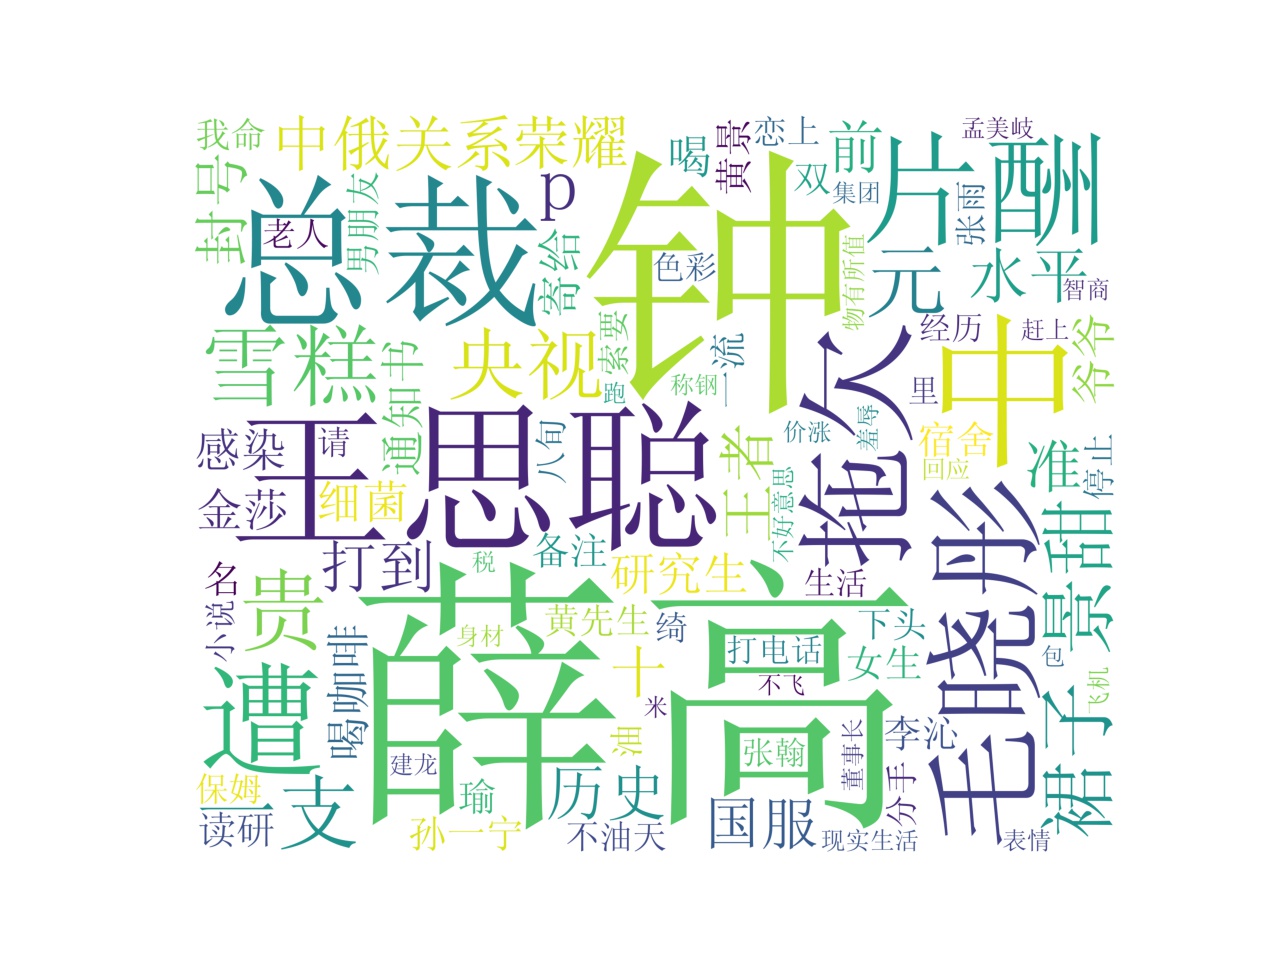 我命
中俄关系
荣耀
喝
黄景
恋上
前
孟美岐
片酬
封号
总裁
老人
男朋友
p
寄给
钟
色彩
双
集团
张雨
物有所值
元
水平
智商
雪糕
通知书
央视
索要
跑
一流
称钢
拖欠
经历
里
中
赶上
爷爷
王思聪
感染
请
细菌
金莎
八旬
王者
价涨
羞辱
不好意思
宿舍
回应
准
停止
甜
打到
备注
税
研究生
生活
毛晓彤
名
贵
小说
喝咖啡
薛
高
身材
黄先生
绮
十
米
油
打电话
不飞
张翰
下头
女生
董事长
李沁
分手
景
裙子
包
飞机
遭
保姆
读研
一支
建龙
瑜
孙一宁
历史
不油天
国服
现实生活
表情